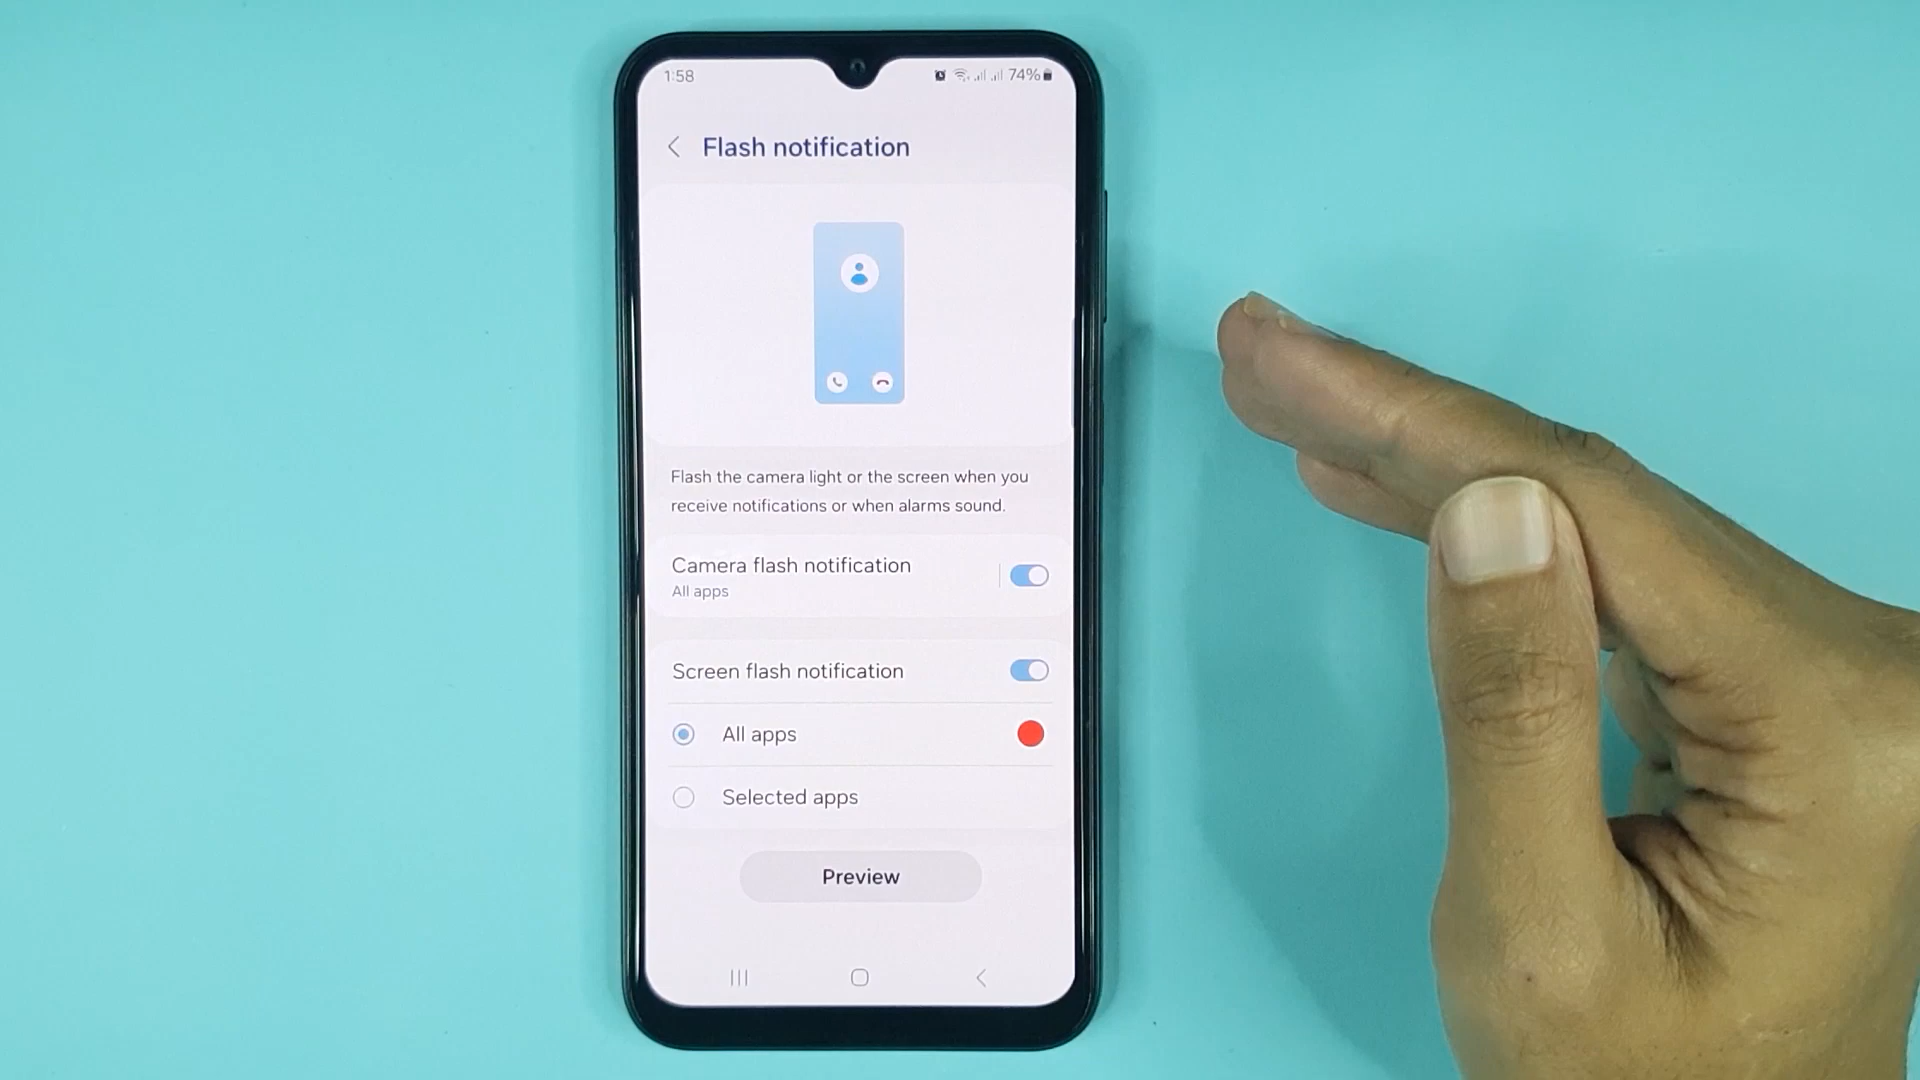 1:58 74%
Flash notification
Flash the camera light or the screen when you
receive notifications or when alarms sound.
Camera flash notification
All apps
Screen flash notification
All apps
Selected apps
Preview